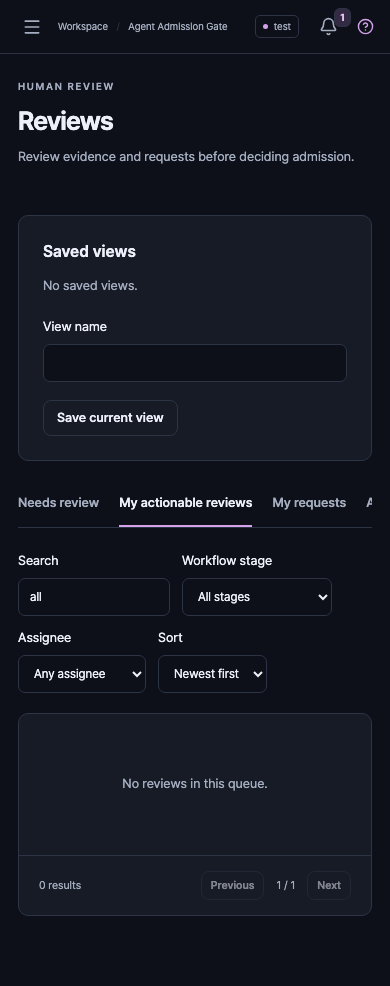 Workspace / Agent Admission Gate test 1
HUMAN REVIEW
Reviews
Review evidence and requests before deciding admission.
Saved views
No saved views.
View name
Save current view
Needs review My actionable reviews My requests A
Search Workflow stage
all All stages
Assignee Sort
Any assignee Newest first
No reviews in this queue.
0 results Previous 1 / 1 Next